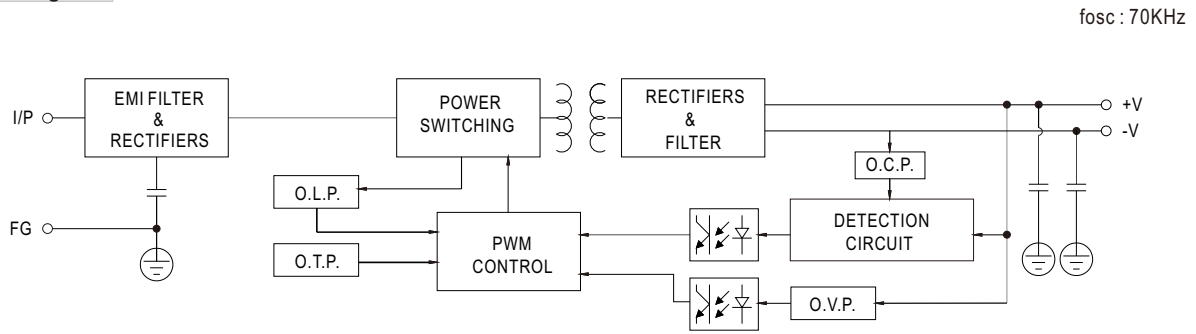 fosc : 70KHz
I/P
EMI FILTER
&
RECTIFIERS
POWER
SWITCHING
RECTIFIERS
&
FILTER
+V
-V
O.C.P.
O.L.P.
FG
PWM
CONTROL
DETECTION
CIRCUIT
O.T.P.
O.V.P.